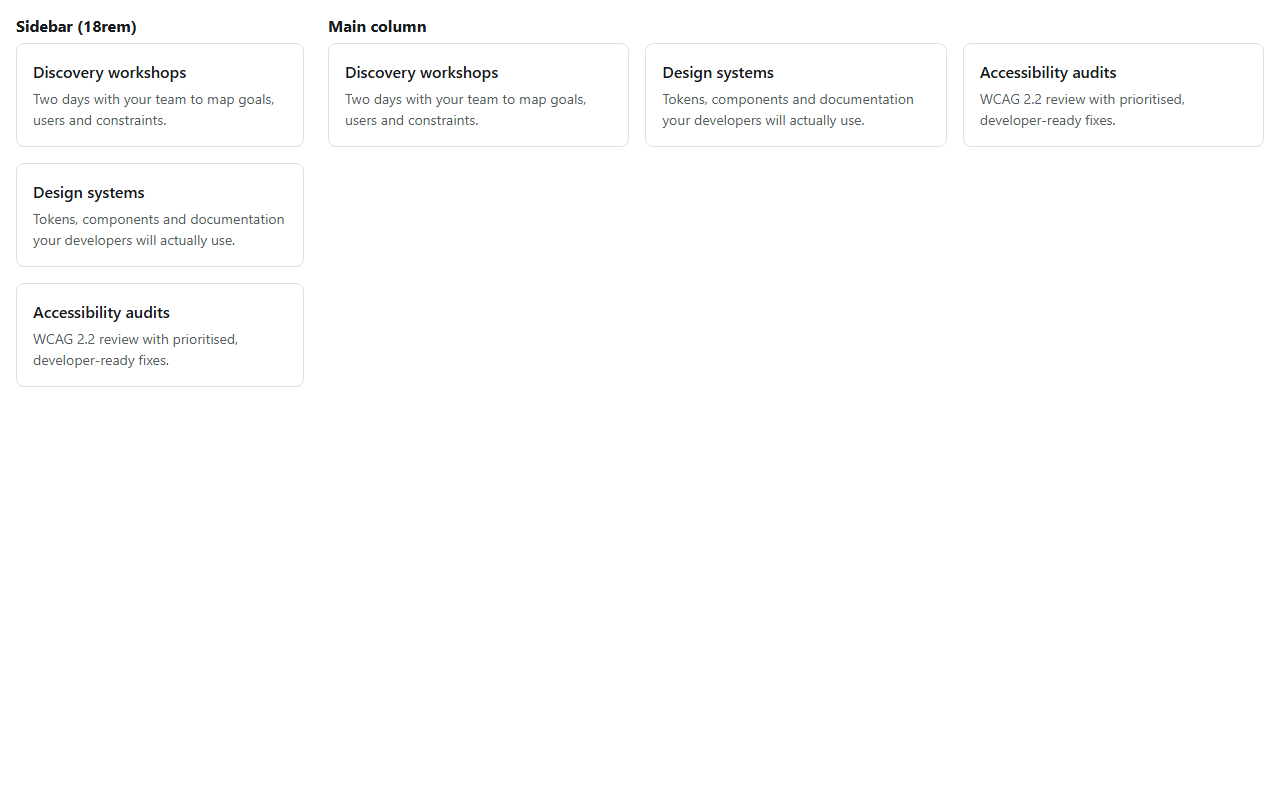 Sidebar (18rem)
Discovery workshops
Two days with your team to map goals,
users and constraints.
Design systems
Tokens, components and documentation
your developers will actually use.
Accessibility audits
WCAG 2.2 review with prioritised,
developer-ready fixes.
Main column
Discovery workshops
Two days with your team to map goals,
users and constraints.
Design systems
Tokens, components and documentation
your developers will actually use.
Accessibility audits
WCAG 2.2 review with prioritised,
developer-ready fixes.